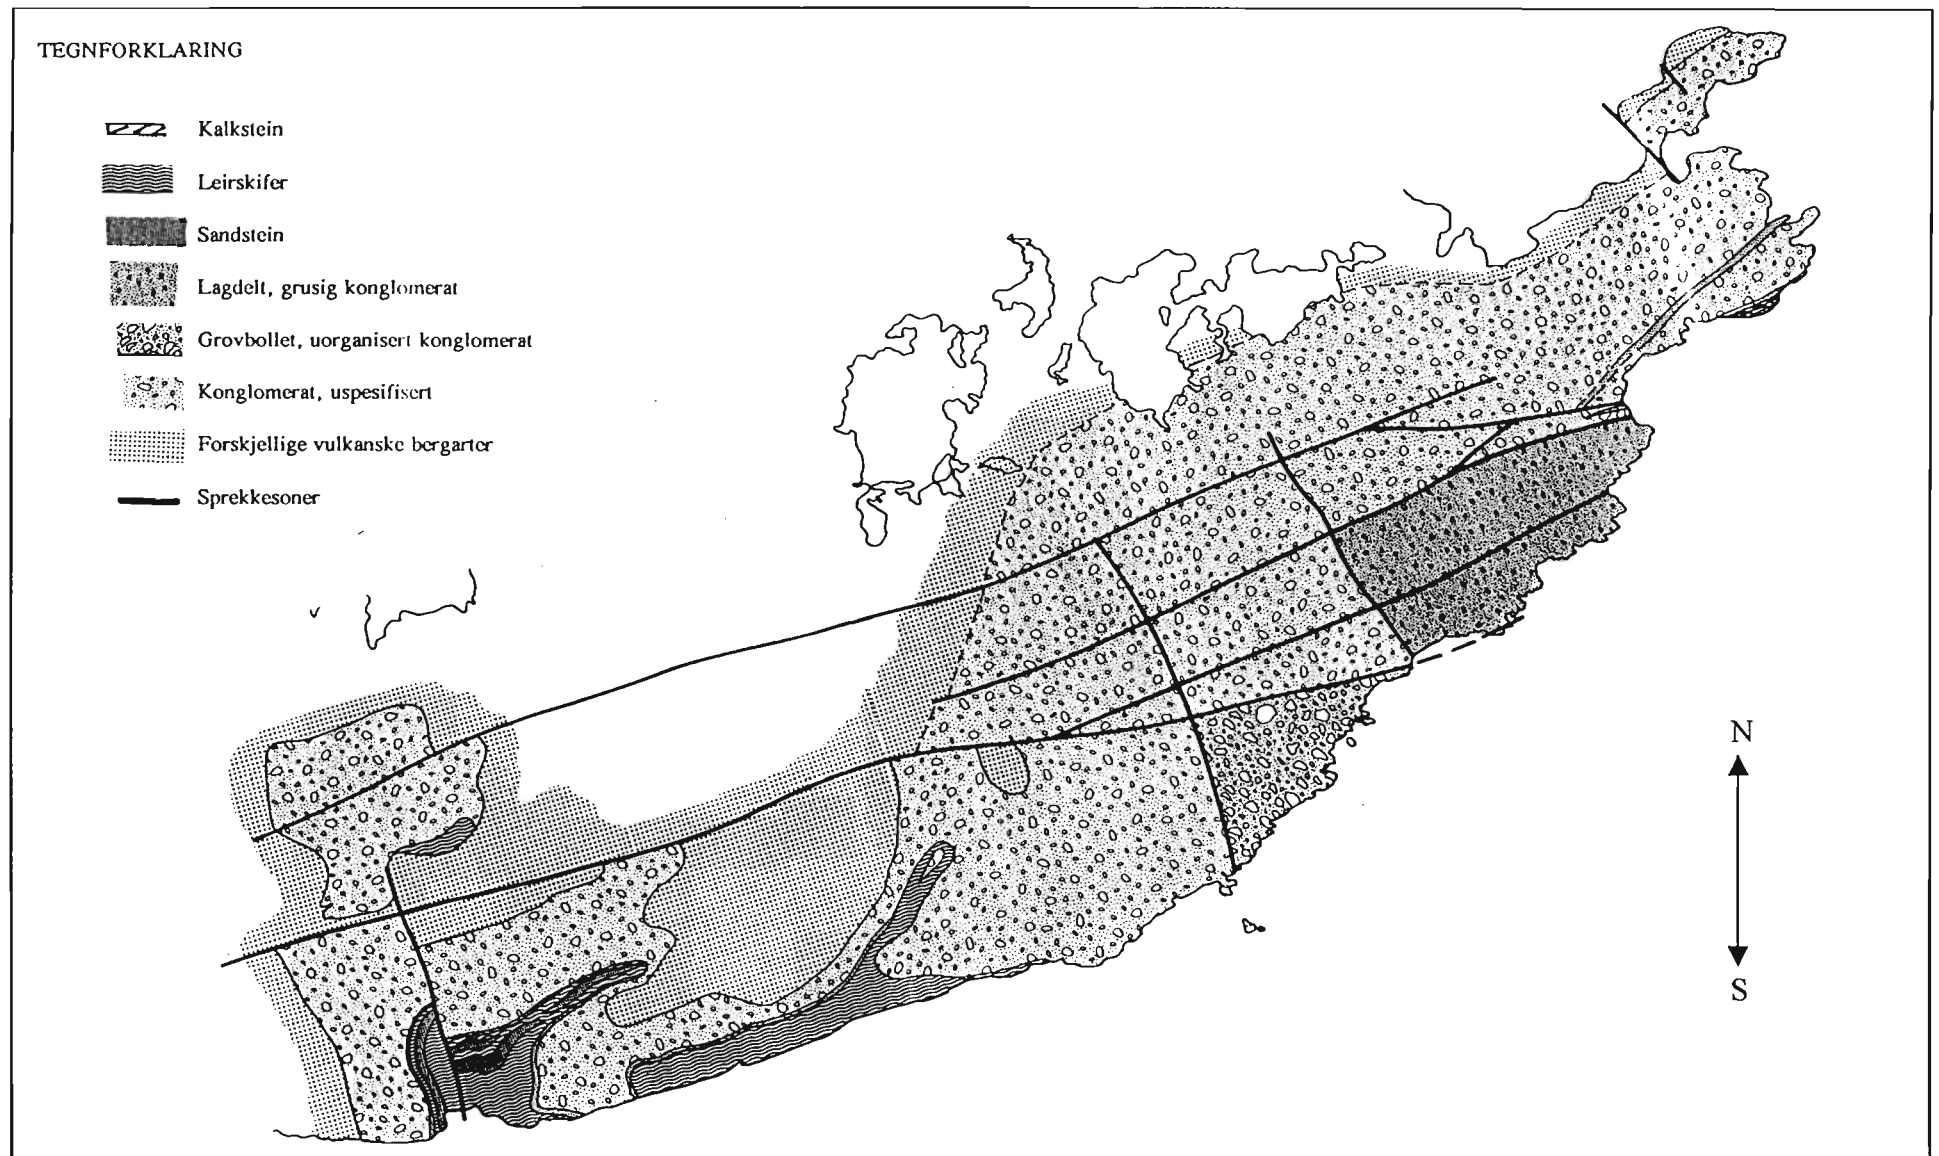 TEGNFORKLARING
Kalkstein
Leirskifer
Sandstein
Lagdelt, grusig konglomerat
Grovbollet, uorganisert konglomerat
Konglomerat, uspesifisert
Forskjellige vulkanske bergarter
Sprekkesoner
N
S